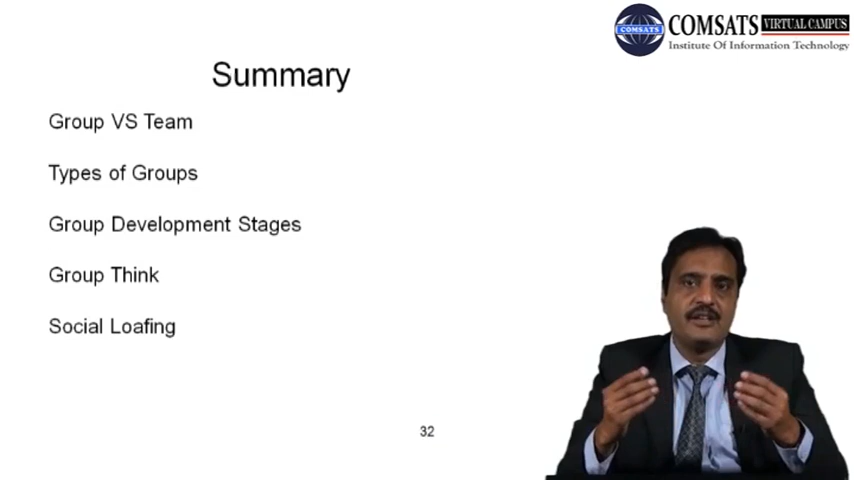 COMSATS VIRTUAL CAMPUS
Institute Of Information Technology
COMSATS
Summary
Group VS Team
Types of Groups
Group Development Stages
Group Think
Social Loafing
32